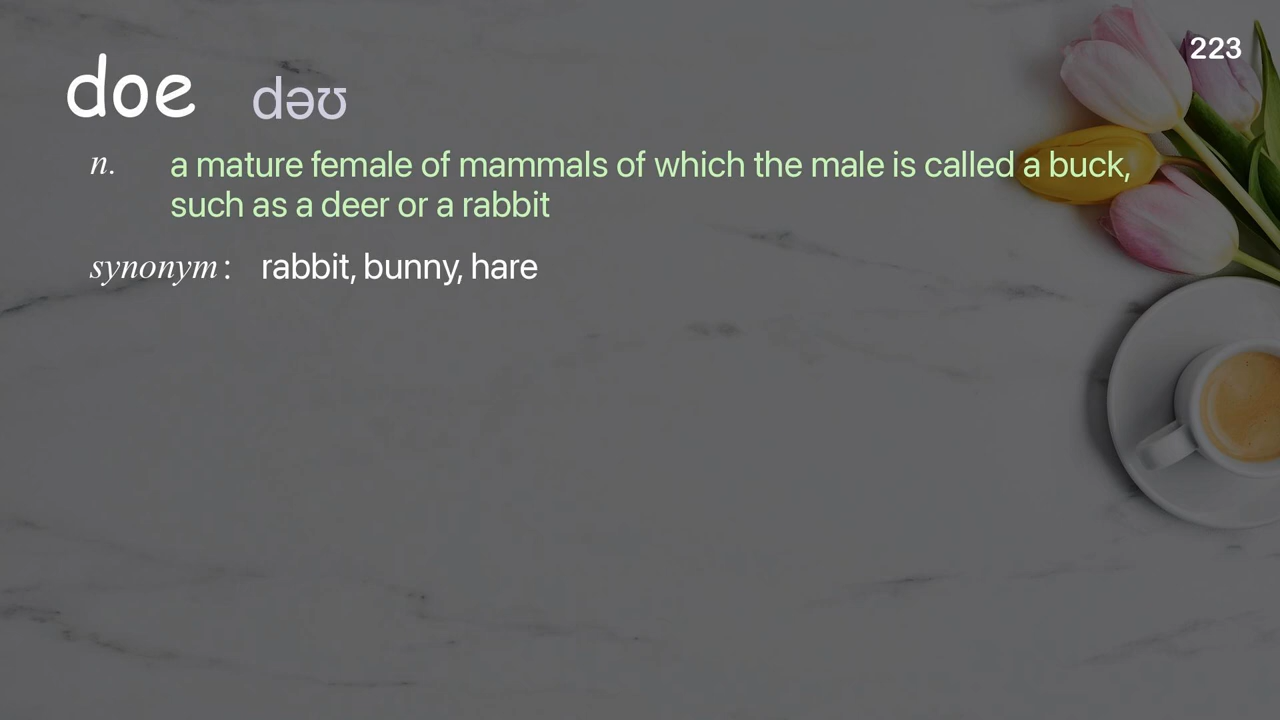 223
doe dəʊ
n. a mature female of mammals of which the male is called a buck,
such as a deer or a rabbit
synonym : rabbit, bunny, hare